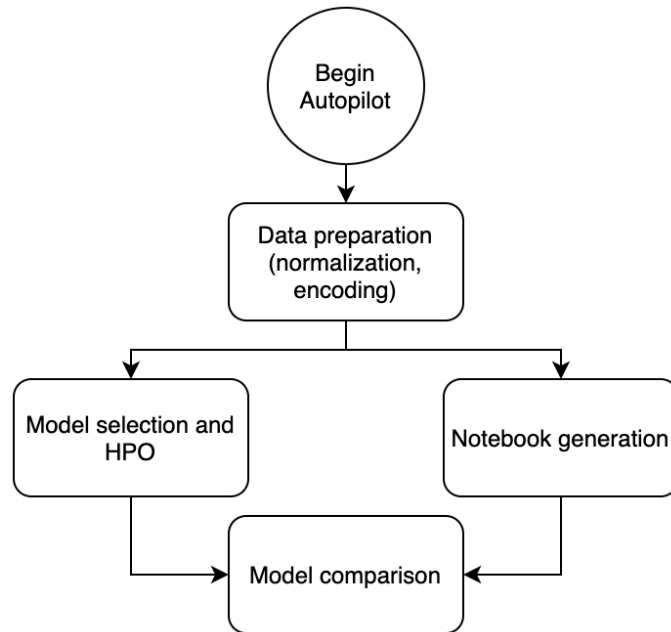 Begin
Autopilot
Data preparation
(normalization,
encoding)
Model selection and
HPO
Notebook generation
Model comparison